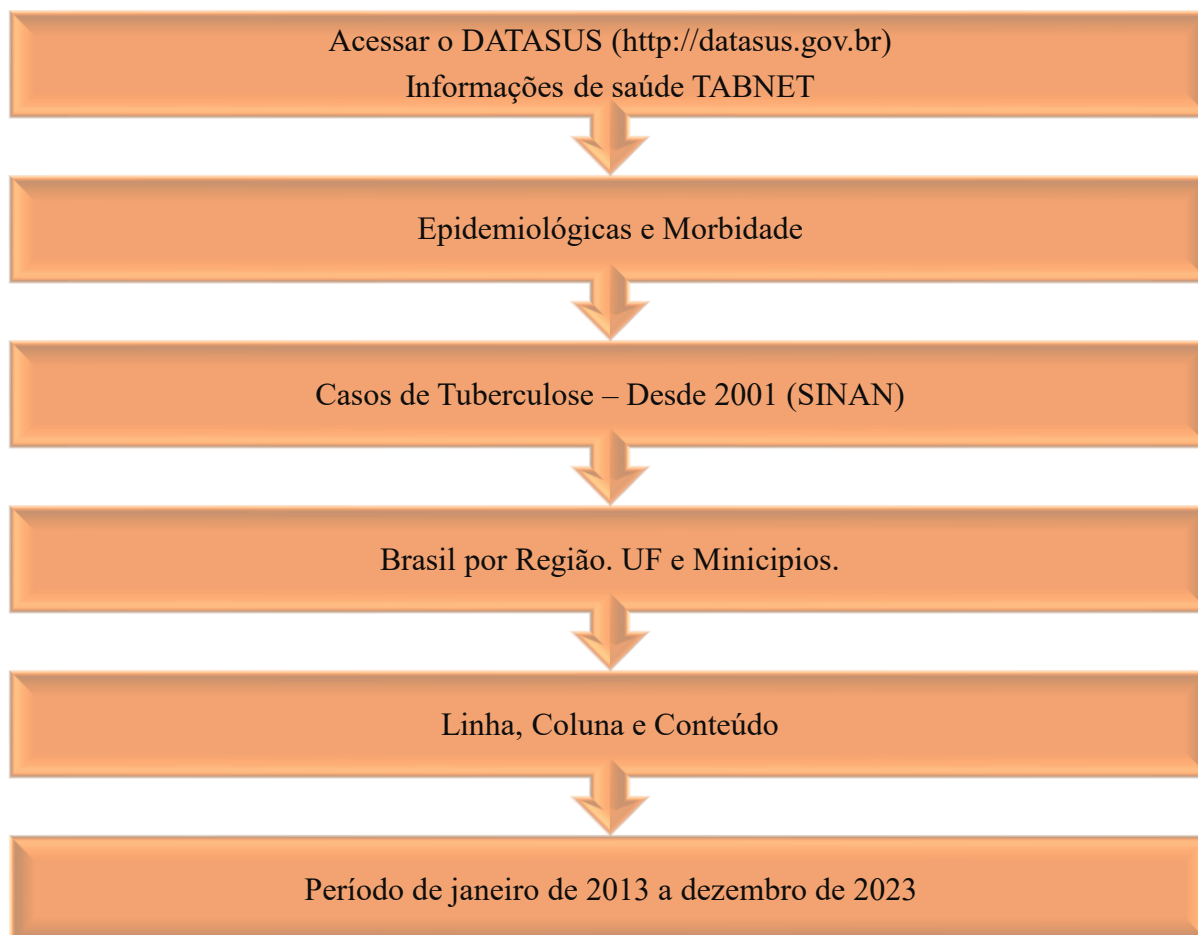 Acessar o DATASUS (http://datasus.gov.br)
Informações de saúde TABNET
Epidemiológicas e Morbidade
Casos de Tuberculose – Desde 2001 (SINAN)
Brasil por Região. UF e Minicipios.
Linha, Coluna e Conteúdo
Período de janeiro de 2013 a dezembro de 2023